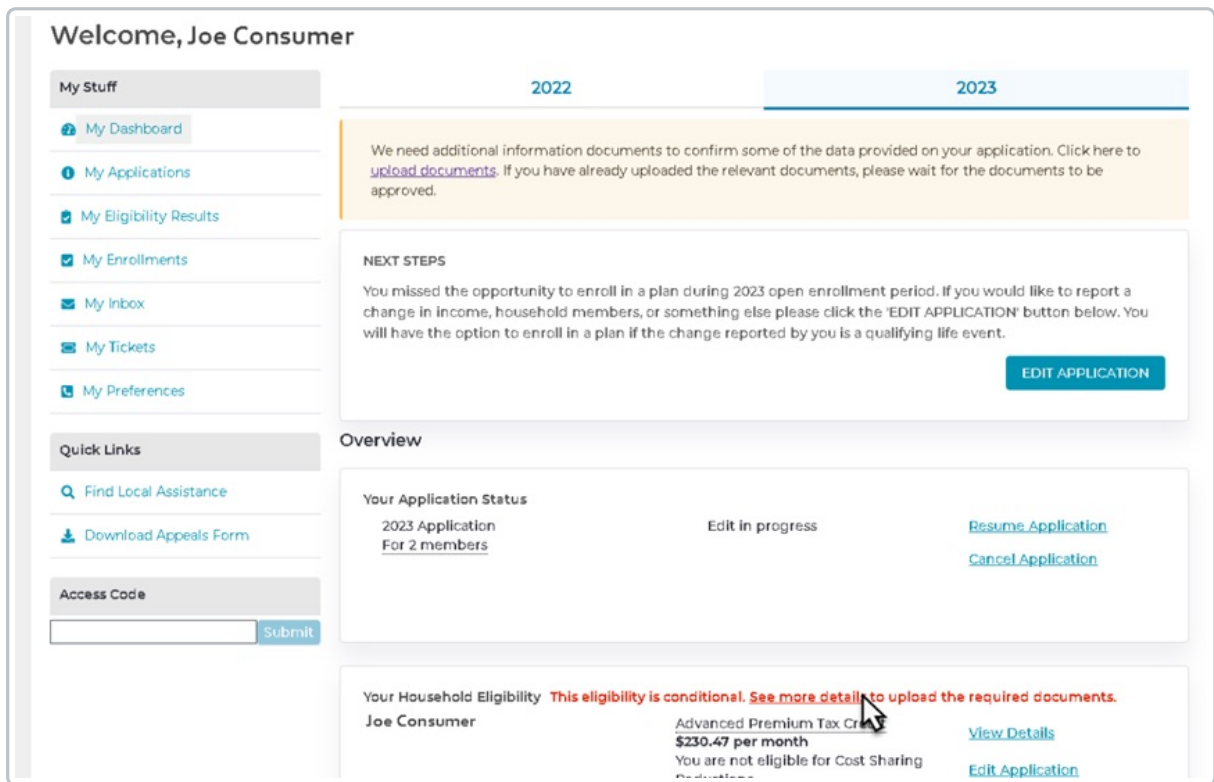 Welcome, Joe Consumer
My Stuff
My Dashboard
My Applications
My Eligibility Results
My Enrollments
My Inbox
My Tickets
My Preferences
Quick Links
Find Local Assistance
Download Appeals Form
Access Code
Submit
2022
2023
We need additional information documents to confirm some of the data provided on your application. Click here to
upload documents. If you have already uploaded the relevant documents, please wait for the documents to be
approved.
NEXT STEPS
You missed the opportunity to enroll in a plan during 2023 open enrollment period. If you would like to report a
change in income, household members, or something else please click the 'EDIT APPLICATION' button below. You
will have the option to enroll in a plan if the change reported by you is a qualifying life event.
EDIT APPLICATION
Overview
Your Application Status
2023 Application
For 2 members
Edit in progress
Resume Application
Cancel Application
Your Household Eligibility This eligibility is conditional. See more details to upload the required documents.
Joe Consumer
Advanced Premium Tax Credit
$230.47 per month
You are not eligible for Cost Sharing
Reductions
View Details
Edit Application